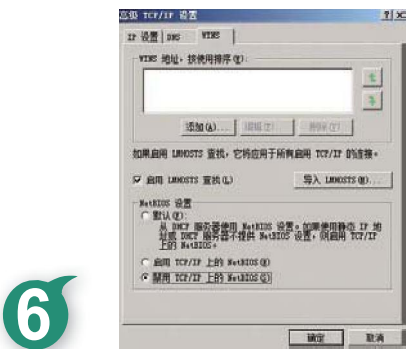 高级 TCP/IP 设置
IP 设置 DNS WINS
WINS 地址，按使用排序(W):
添加(A)... 编辑(E)... 删除(V)
如果启用 LMHOSTS 查找，它将应用于所有启用 TCP/IP 的连接。
启用 LMHOSTS 查找(L) 导入 LMHOSTS(M)...
NetBIOS 设置
默认(F):
从 DHCP 服务器使用 NetBIOS 设置。如果使用静态 IP 地
址或 DHCP 服务器不提供 NetBIOS 设置，则启用 TCP/IP
上的 NetBIOS。
启用 TCP/IP 上的 NetBIOS(N)
禁用 TCP/IP 上的 NetBIOS(S)
确定 取消
6